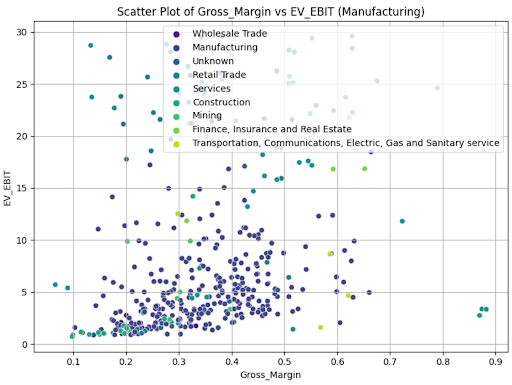 Scatter Plot of Gross_Margin vs EV_EBIT (Manufacturing)
Wholesale Trade
Manufacturing
Unknown
Retail Trade
Services
Construction
Mining
Finance, Insurance and Real Estate
Transportation, Communications, Electric, Gas and Sanitary service
EV_EBIT
30
25
20
15
10
5
0
0.1 0.2 0.3 0.4 0.5 0.6 0.7 0.8 0.9
Gross_Margin